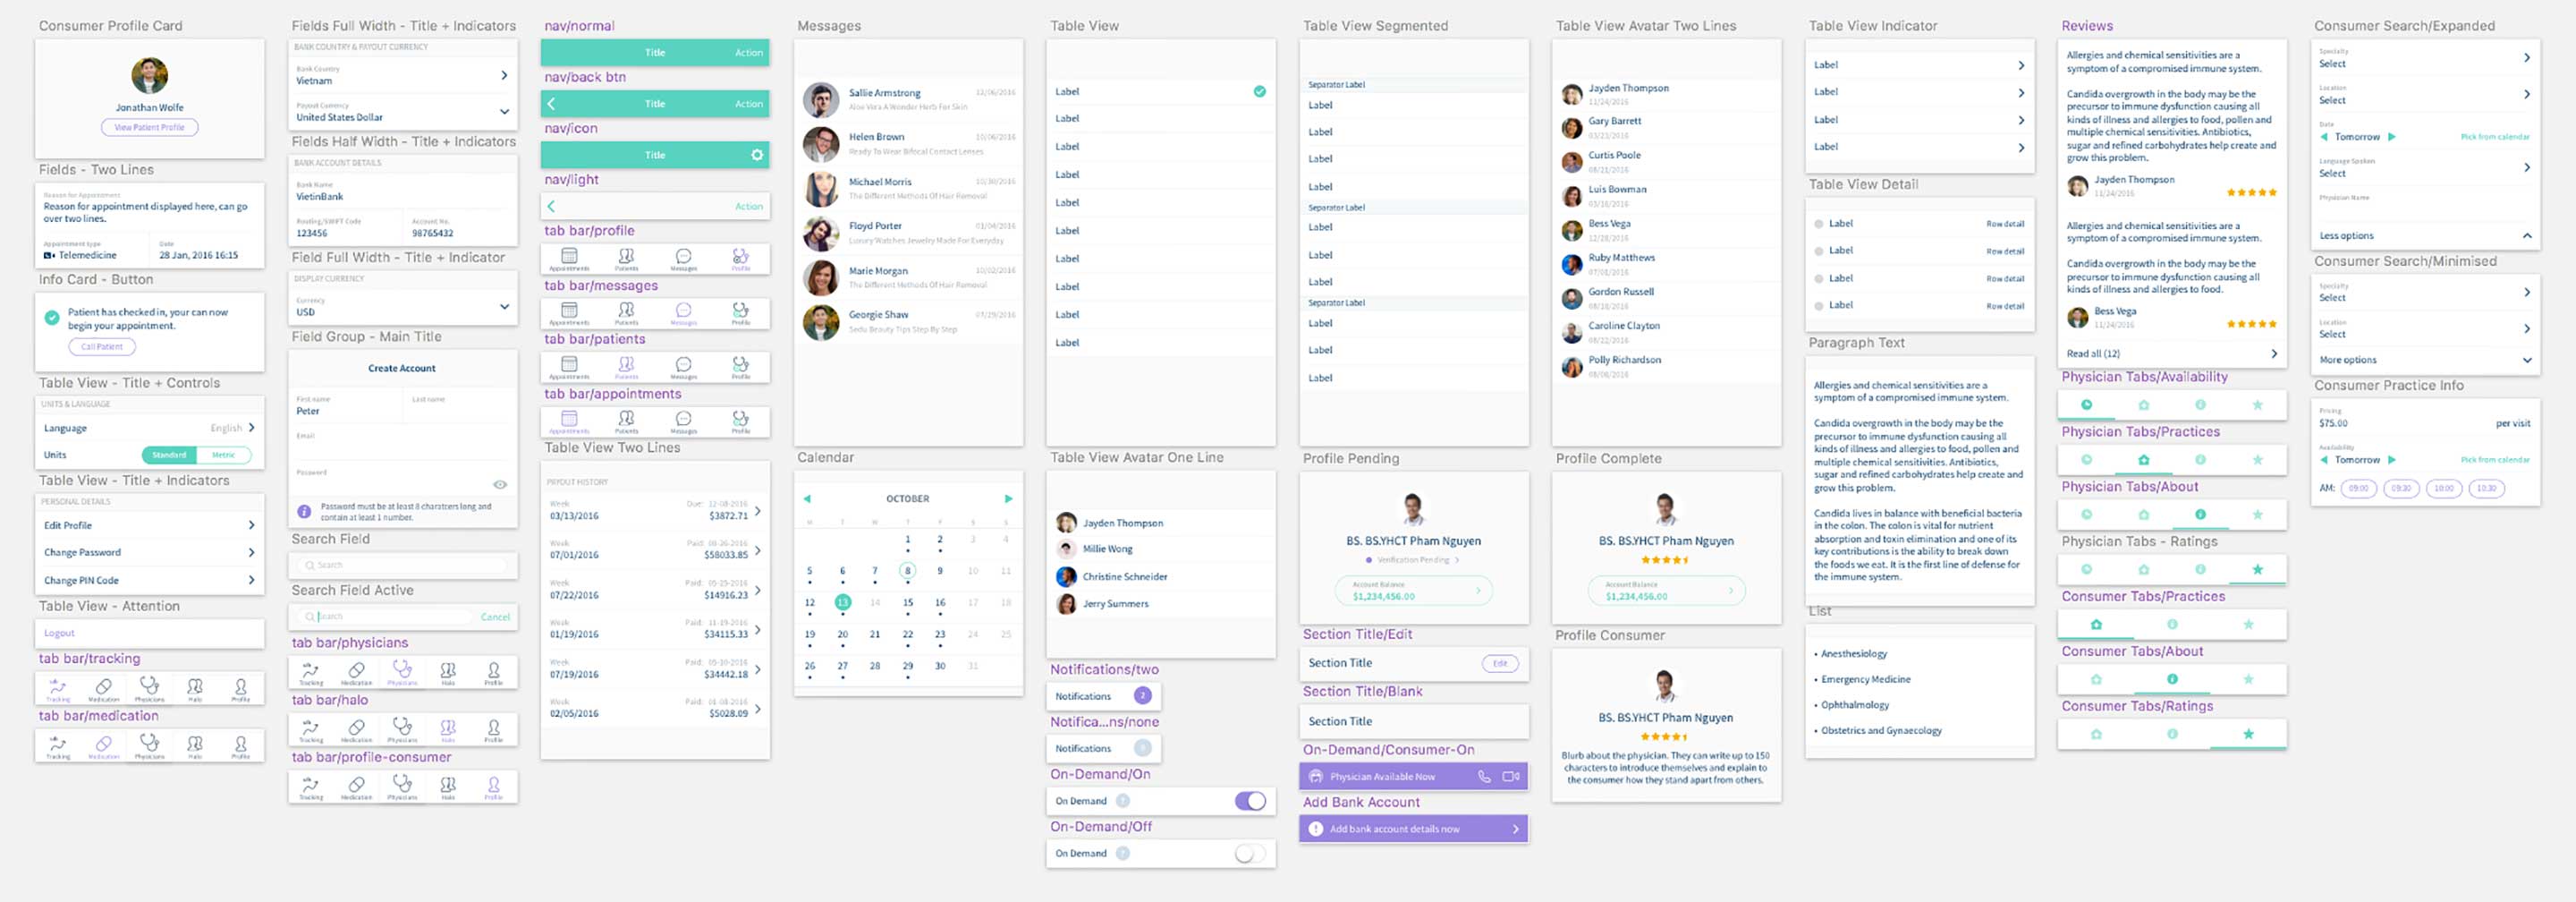 Consumer Profile Card
Jonathan Wolfe
View Patient Profile
Fields - Two Lines
Reason for Appointment
Reason for appointment displayed here, can go
over two lines.
Appointment type
Date
Telemedicine
28 Jan, 2016 16:15
Info Card - Button
Patient has checked in, your can now
begin your appointment.
Call Patient
Table View - Title + Controls
UNITS & LANGUAGE
Language
English
Units
Standard
Metric
Table View - Title + Indicators
PERSONAL DETAILS
Edit Profile
Change Password
Change PIN Code
Table View - Attention
Logout
tab bar/tracking
Tracking
Medication
Physicians
Halo
Profile
tab bar/medication
Tracking
Medication
Physicians
Halo
Profile
Fields Full Width - Title + Indicators
BANK COUNTRY & PAYOUT CURRENCY
Bank Country
Vietnam
Payout Currency
United States Dollar
Fields Half Width - Title + Indicators
BANK ACCOUNT DETAILS
Bank Name
VietinBank
Routing/SWIFT Code
Account No.
123456
98765432
Field Full Width - Title + Indicator
DISPLAY CURRENCY
Currency
USD
Field Group - Main Title
Create Account
First name
Last name
Peter
Email
Password
Password must be at least 8 charatcers long and
contain at least 1 number.
Search Field
Search
Search Field Active
Search
Cancel
tab bar/physicians
Tracking
Medication
Physicians
Halo
Profile
tab bar/halo
Tracking
Medication
Physicians
Halo
Profile
tab bar/profile-consumer
Tracking
Medication
Physicians
Halo
Profile
nav/normal
Title
Action
nav/back btn
Title
Action
nav/icon
Title
nav/light
Action
tab bar/profile
Appointments
Patients
Messages
Profile
tab bar/messages
Appointments
Patients
Messages
Profile
tab bar/patients
Appointments
Patients
Messages
Profile
tab bar/appointments
Appointments
Patients
Messages
Profile
Table View Two Lines
PAYOUT HISTORY
Week
Due: 12-08-2016
03/13/2016
$3872.71
Week
Paid: 08-26-2016
07/01/2016
$58033.85
Week
Paid: 05-25-2016
07/22/2016
$14916.23
Week
Paid: 11-19-2016
01/19/2016
$34115.33
Week
Paid: 05-10-2016
07/19/2016
$34442.18
Week
Paid: 01-08-2016
02/05/2016
$5028.09
Messages
Sallie Armstrong
12/06/2016
Aloe Vera A Wonder Herb For Skin
Helen Brown
10/06/2016
Ready To Wear Bifocal Contact Lenses
Michael Morris
10/30/2016
The Different Methods Of Hair Removal
Floyd Porter
01/04/2016
Luxury Watches Jewelry Made For Everyday
Marie Morgan
10/02/2016
The Different Methods Of Hair Removal
Georgie Shaw
07/29/2016
Sedu Beauty Tips Step By Step
Calendar
OCTOBER
M T W T F S S
1 2 3 4
5 6 7 8 9 10 11
12 13 14 15 16 17 18
19 20 21 22 23 24 25
26 27 28 29 30 31
Table View
Label
Label
Label
Label
Label
Label
Label
Label
Label
Label
Table View Avatar One Line
Jayden Thompson
Millie Wong
Christine Schneider
Jerry Summers
Notifications/two
Notifications
2
Notifica...ns/none
Notifications
On-Demand/On
On Demand
?
On-Demand/Off
On Demand
?
Table View Segmented
Separator Label
Label
Label
Label
Label
Separator Label
Label
Label
Label
Separator Label
Label
Label
Label
Profile Pending
BS. BS.YHCT Pham Nguyen
Verification Pending
Account Balance
$1,234,456.00
Section Title/Edit
Section Title
Edit
Section Title/Blank
Section Title
On-Demand/Consumer-On
Physician Available Now
Add Bank Account
Add bank account details now
Table View Avatar Two Lines
Jayden Thompson
11/24/2016
Gary Barrett
03/23/2016
Curtis Poole
08/21/2016
Luis Bowman
05/16/2016
Bess Vega
12/28/2016
Ruby Matthews
07/01/2016
Gordon Russell
08/18/2016
Caroline Clayton
08/22/2016
Polly Richardson
08/08/2016
Profile Complete
BS. BS.YHCT Pham Nguyen
Account Balance
$1,234,456.00
Profile Consumer
BS. BS.YHCT Pham Nguyen
Blurb about the physician. They can write up to 150
characters to introduce themselves and explain to
the consumer how they stand apart from others.
Table View Indicator
Label
Label
Label
Label
Table View Detail
Label
Row detail
Label
Row detail
Label
Row detail
Label
Row detail
Paragraph Text
Allergies and chemical sensitivities are a
symptom of a compromised immune system.
Candida overgrowth in the body may be the
precursor to immune dysfunction causing all
kinds of illness and allergies to food, pollen and
multiple chemical sensitivities. Antibiotics,
sugar and refined carbohydrates help create and
grow this problem.
Candida lives in balance with beneficial bacteria
in the colon. The colon is vital for nutrient
absorption and toxin elimination and one of its
key contributions is the ability to break down
the foods we eat. It is the first line of defense for
the immune system.
List
• Anesthesiology
• Emergency Medicine
• Ophthalmology
• Obstetrics and Gynaecology
Reviews
Allergies and chemical sensitivities are a
symptom of a compromised immune system.
Candida overgrowth in the body may be the
precursor to immune dysfunction causing all
kinds of illness and allergies to food, pollen and
multiple chemical sensitivities. Antibiotics,
sugar and refined carbohydrates help create and
grow this problem.
Jayden Thompson
11/24/2016
Allergies and chemical sensitivities are a
symptom of a compromised immune system.
Candida overgrowth in the body may be the
precursor to immune dysfunction causing all
kinds of illness and allergies to food.
Bess Vega
11/24/2016
Read all (12)
Physician Tabs/Availability
Physician Tabs/Practices
Physician Tabs/About
Physician Tabs - Ratings
Consumer Tabs/Practices
Consumer Tabs/About
Consumer Tabs/Ratings
Consumer Search/Expanded
Specialty
Select
Location
Select
Date
Tomorrow
Pick from calendar
Language Spoken
Select
Physician Name
Less options
Consumer Search/Minimised
Specialty
Select
Location
Select
More options
Consumer Practice Info
Pricing
$75.00
per visit
Availability
Tomorrow
Pick from calendar
AM:
09:00
09:30
10:00
10:30